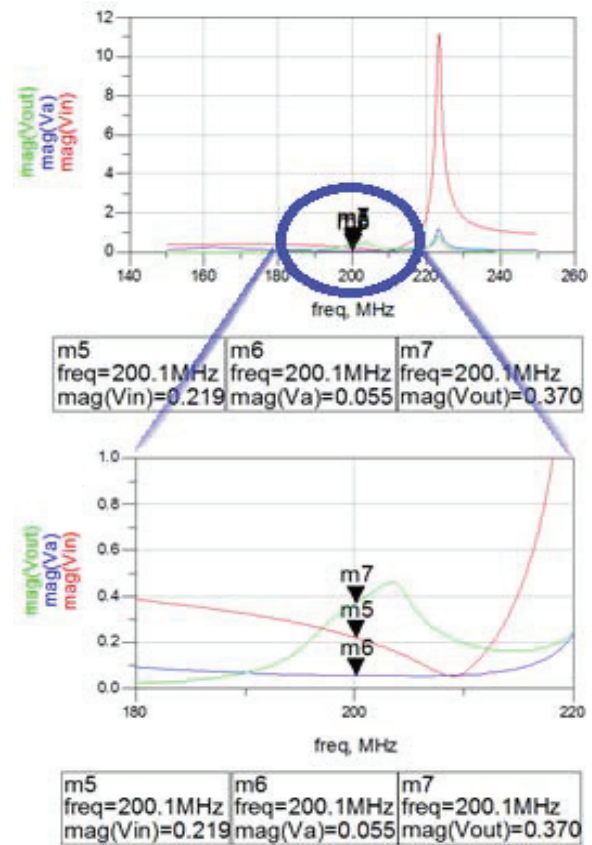 mag(Vout)
mag(Va)
mag(Vin)
12
10
8
6
4
2
0
140 160 180 200 220 240 260
freq, MHz
m5
freq=200.1MHz
mag(Vin)=0.219
m6
freq=200.1MHz
mag(Va)=0.055
m7
freq=200.1MHz
mag(Vout)=0.370
mag(Vout)
mag(Va)
mag(Vin)
1.0
0.8
0.6
0.4
0.2
0.0
m7
m5
m6
180 200 220
freq, MHz
m5
freq=200.1MHz
mag(Vin)=0.219
m6
freq=200.1MHz
mag(Va)=0.055
m7
freq=200.1MHz
mag(Vout)=0.370